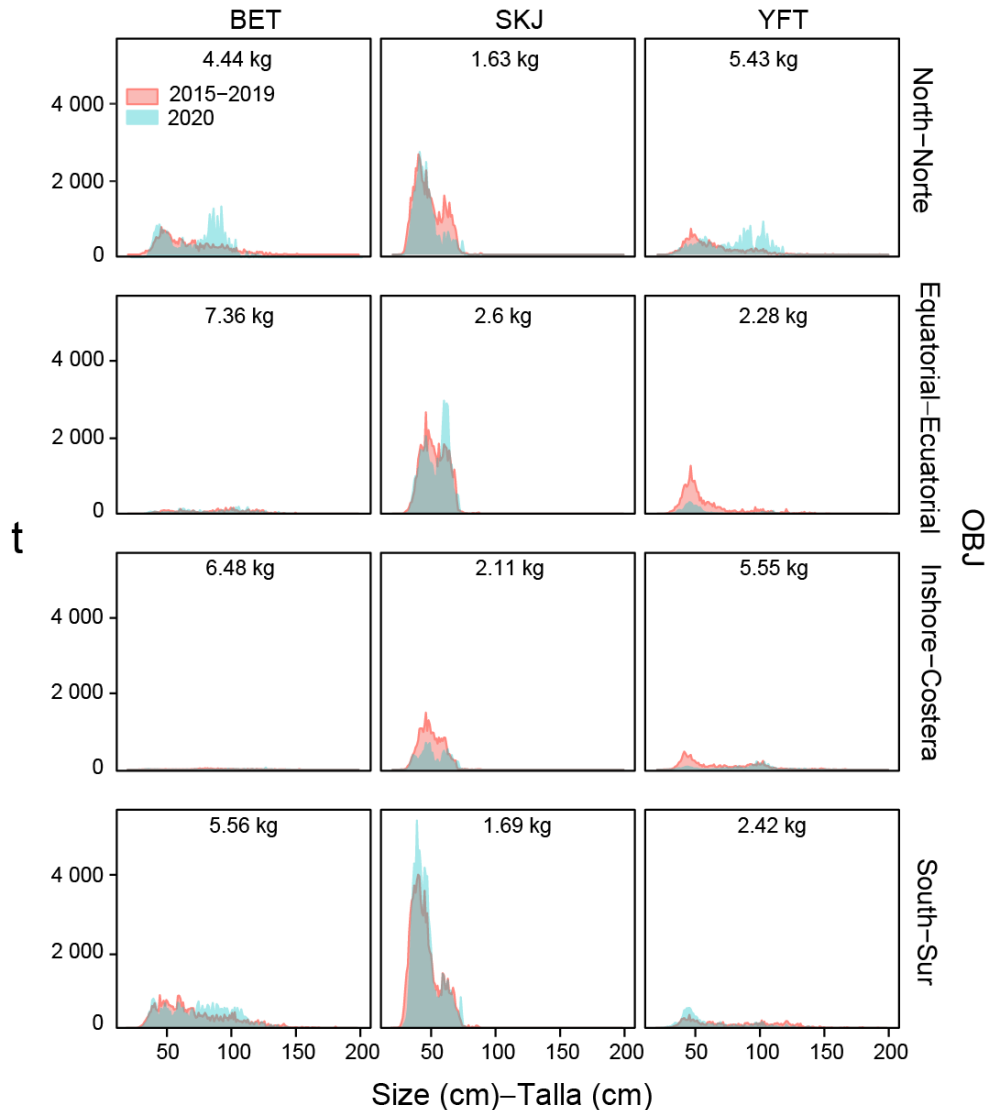 BET SKJ YFT
4.44 kg 1.63 kg 5.43 kg
2015−2019
2020
4 000
2 000
0
North−Norte
7.36 kg 2.6 kg 2.28 kg
4 000
2 000
0
Equatorial−Ecuatorial
t
OBJ
6.48 kg 2.11 kg 5.55 kg
4 000
2 000
0
Inshore−Costera
5.56 kg 1.69 kg 2.42 kg
4 000
2 000
0
South−Sur
50 100 150 200 50 100 150 200 50 100 150 200
Size (cm)−Talla (cm)